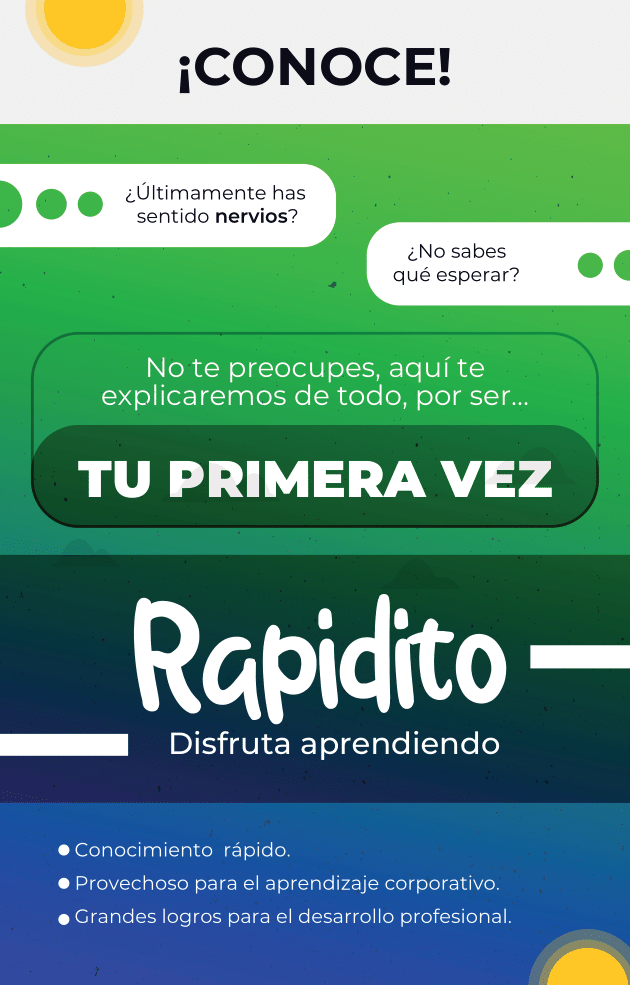 ¡CONOCE!
¿Últimamente has
sentido nervios?
¿No sabes
qué esperar?
No te preocupes, aquí te
explicaremos de todo, por ser...
TU PRIMERA VEZ
Rapidito
Disfruta aprendiendo
Conocimiento rápido.
Provechoso para el aprendizaje corporativo.
Grandes logros para el desarrollo profesional.